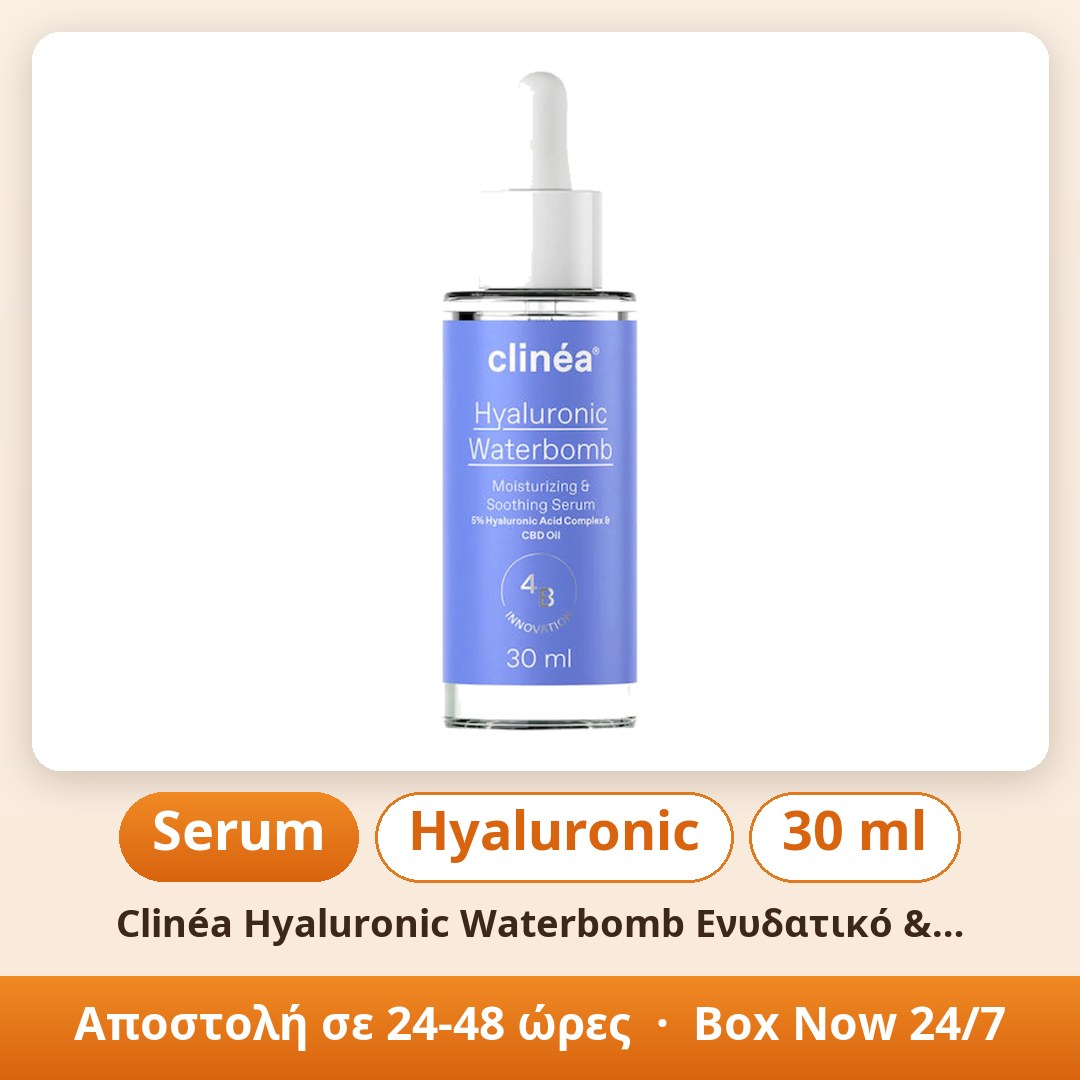 clinéa®
Hyaluronic
Waterbomb
Moisturizing &
Soothing Serum
5% Hyaluronic Acid Complex &
CBD Oil
4B
INNOVATION
30 ml
Serum Hyaluronic 30 ml
Clinéa Hyaluronic Waterbomb Ενυδατικό &...
Αποστολή σε 24-48 ώρες · Box Now 24/7